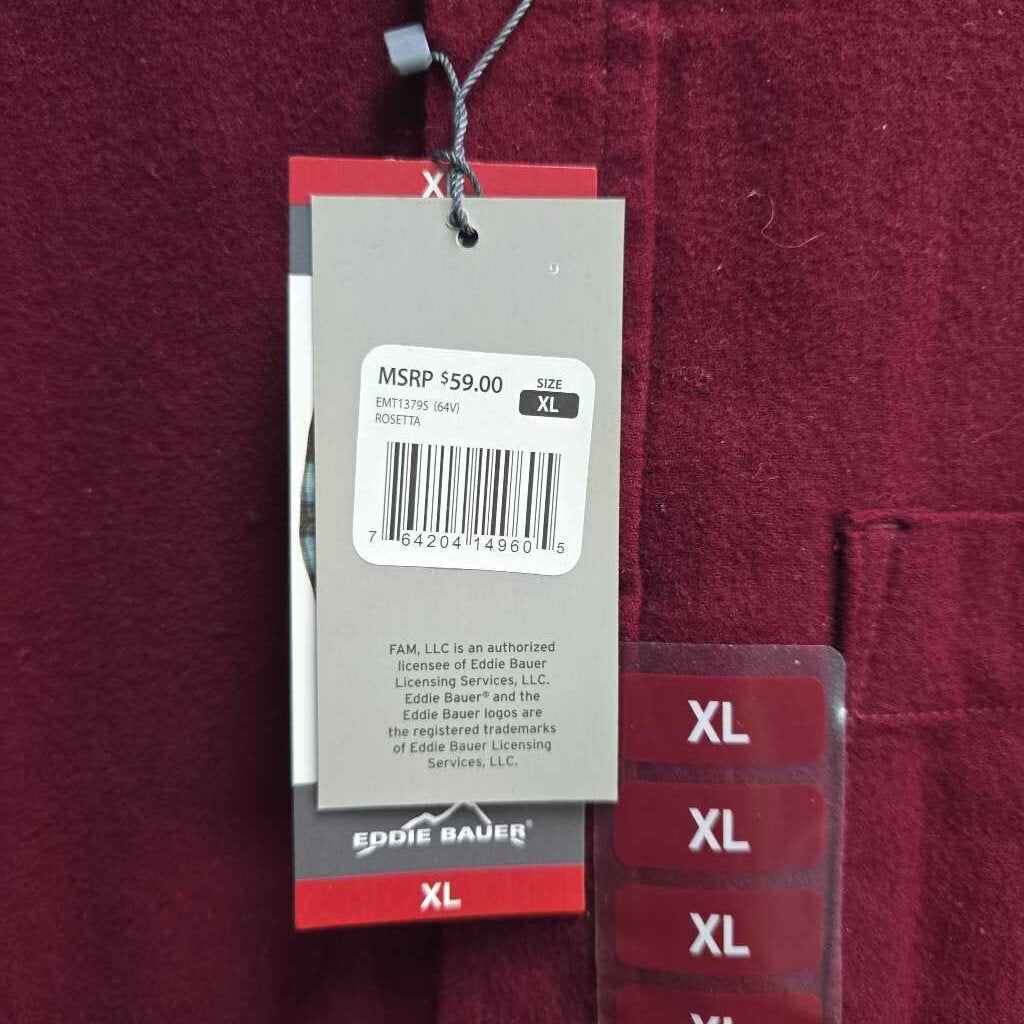 XL
9
MSRP $59.00
SIZE
XL
EMT1379S (64V)
ROSETTA
7 64204 14960 5
FAM, LLC is an authorized
licensee of Eddie Bauer
Licensing Services, LLC.
Eddie Bauer® and the
Eddie Bauer logos are
the registered trademarks
of Eddie Bauer Licensing
Services, LLC.
EDDIE BAUER®
XL
XL
XL
XL
XL